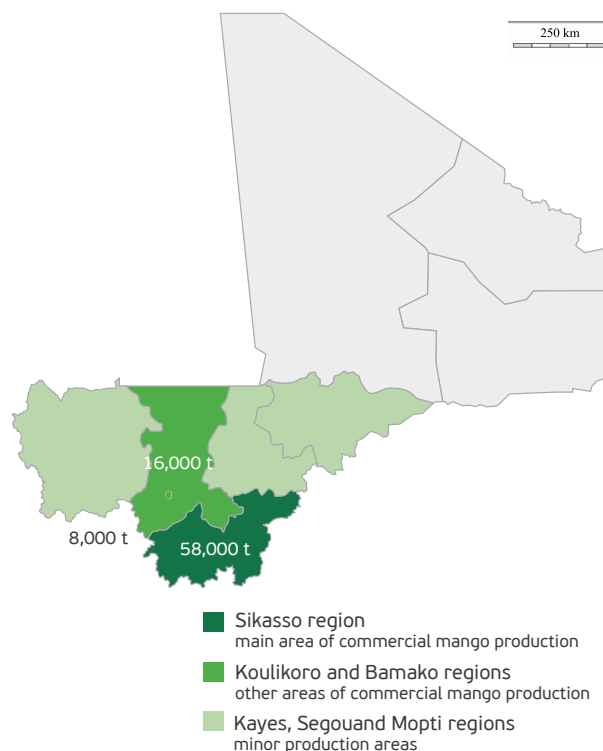 250 km
16,000 t
8,000 t
58,000 t
Sikasso region
main area of commercial mango production
Koulikoro and Bamako regions
other areas of commercial mango production
Kayes, Segouand Mopti regions
minor production areas